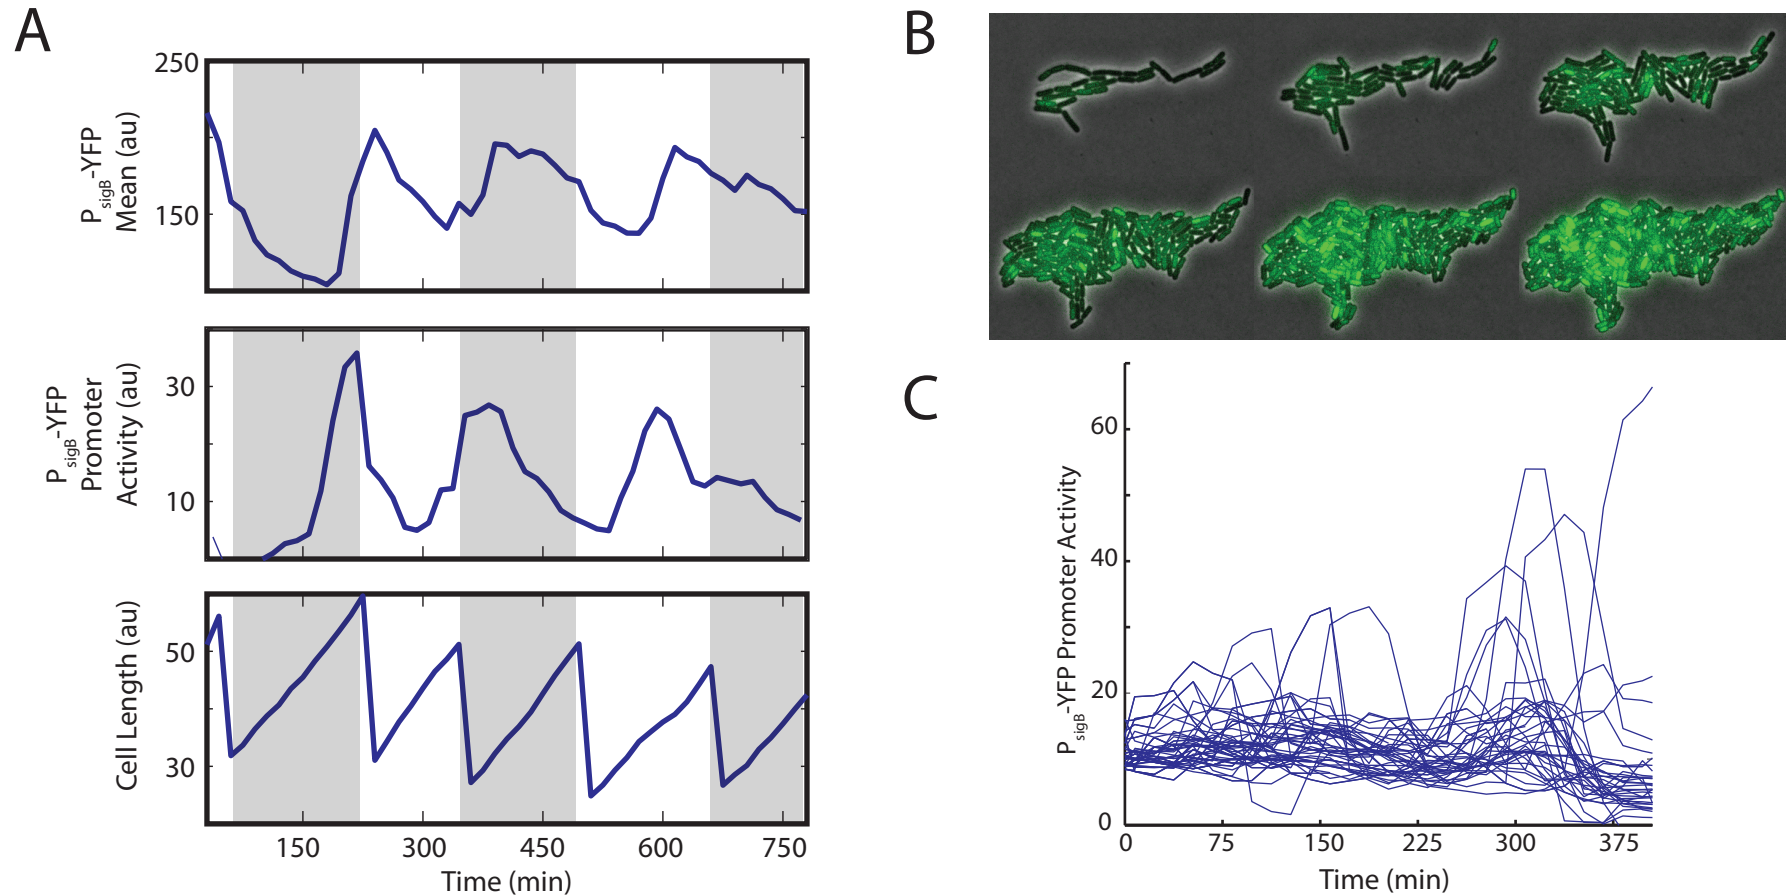 A
250
150
P_sigB-YFP
Mean (au)
30
10
P_sigB-YFP
Promoter
Activity (au)
50
30
Cell Length (au)
150 300 450 600 750
Time (min)
B
C
60
40
20
0
P_sigB-YFP Promoter Activity
0 75 150 225 300 375
Time (min)